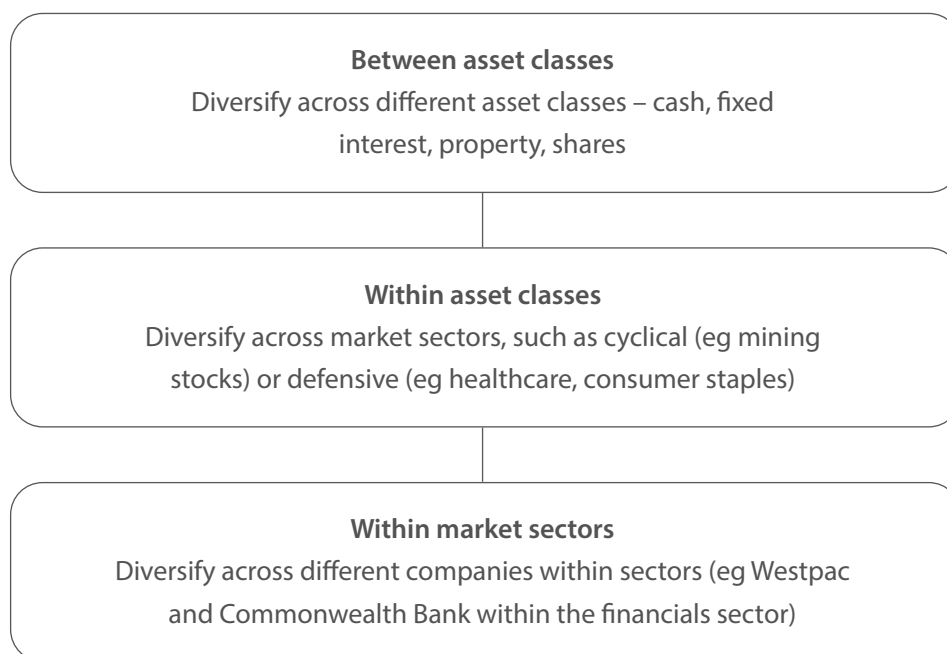 Between asset classes
Diversify across different asset classes – cash, fixed
interest, property, shares
Within asset classes
Diversify across market sectors, such as cyclical (eg mining
stocks) or defensive (eg healthcare, consumer staples)
Within market sectors
Diversify across different companies within sectors (eg Westpac
and Commonwealth Bank within the financials sector)